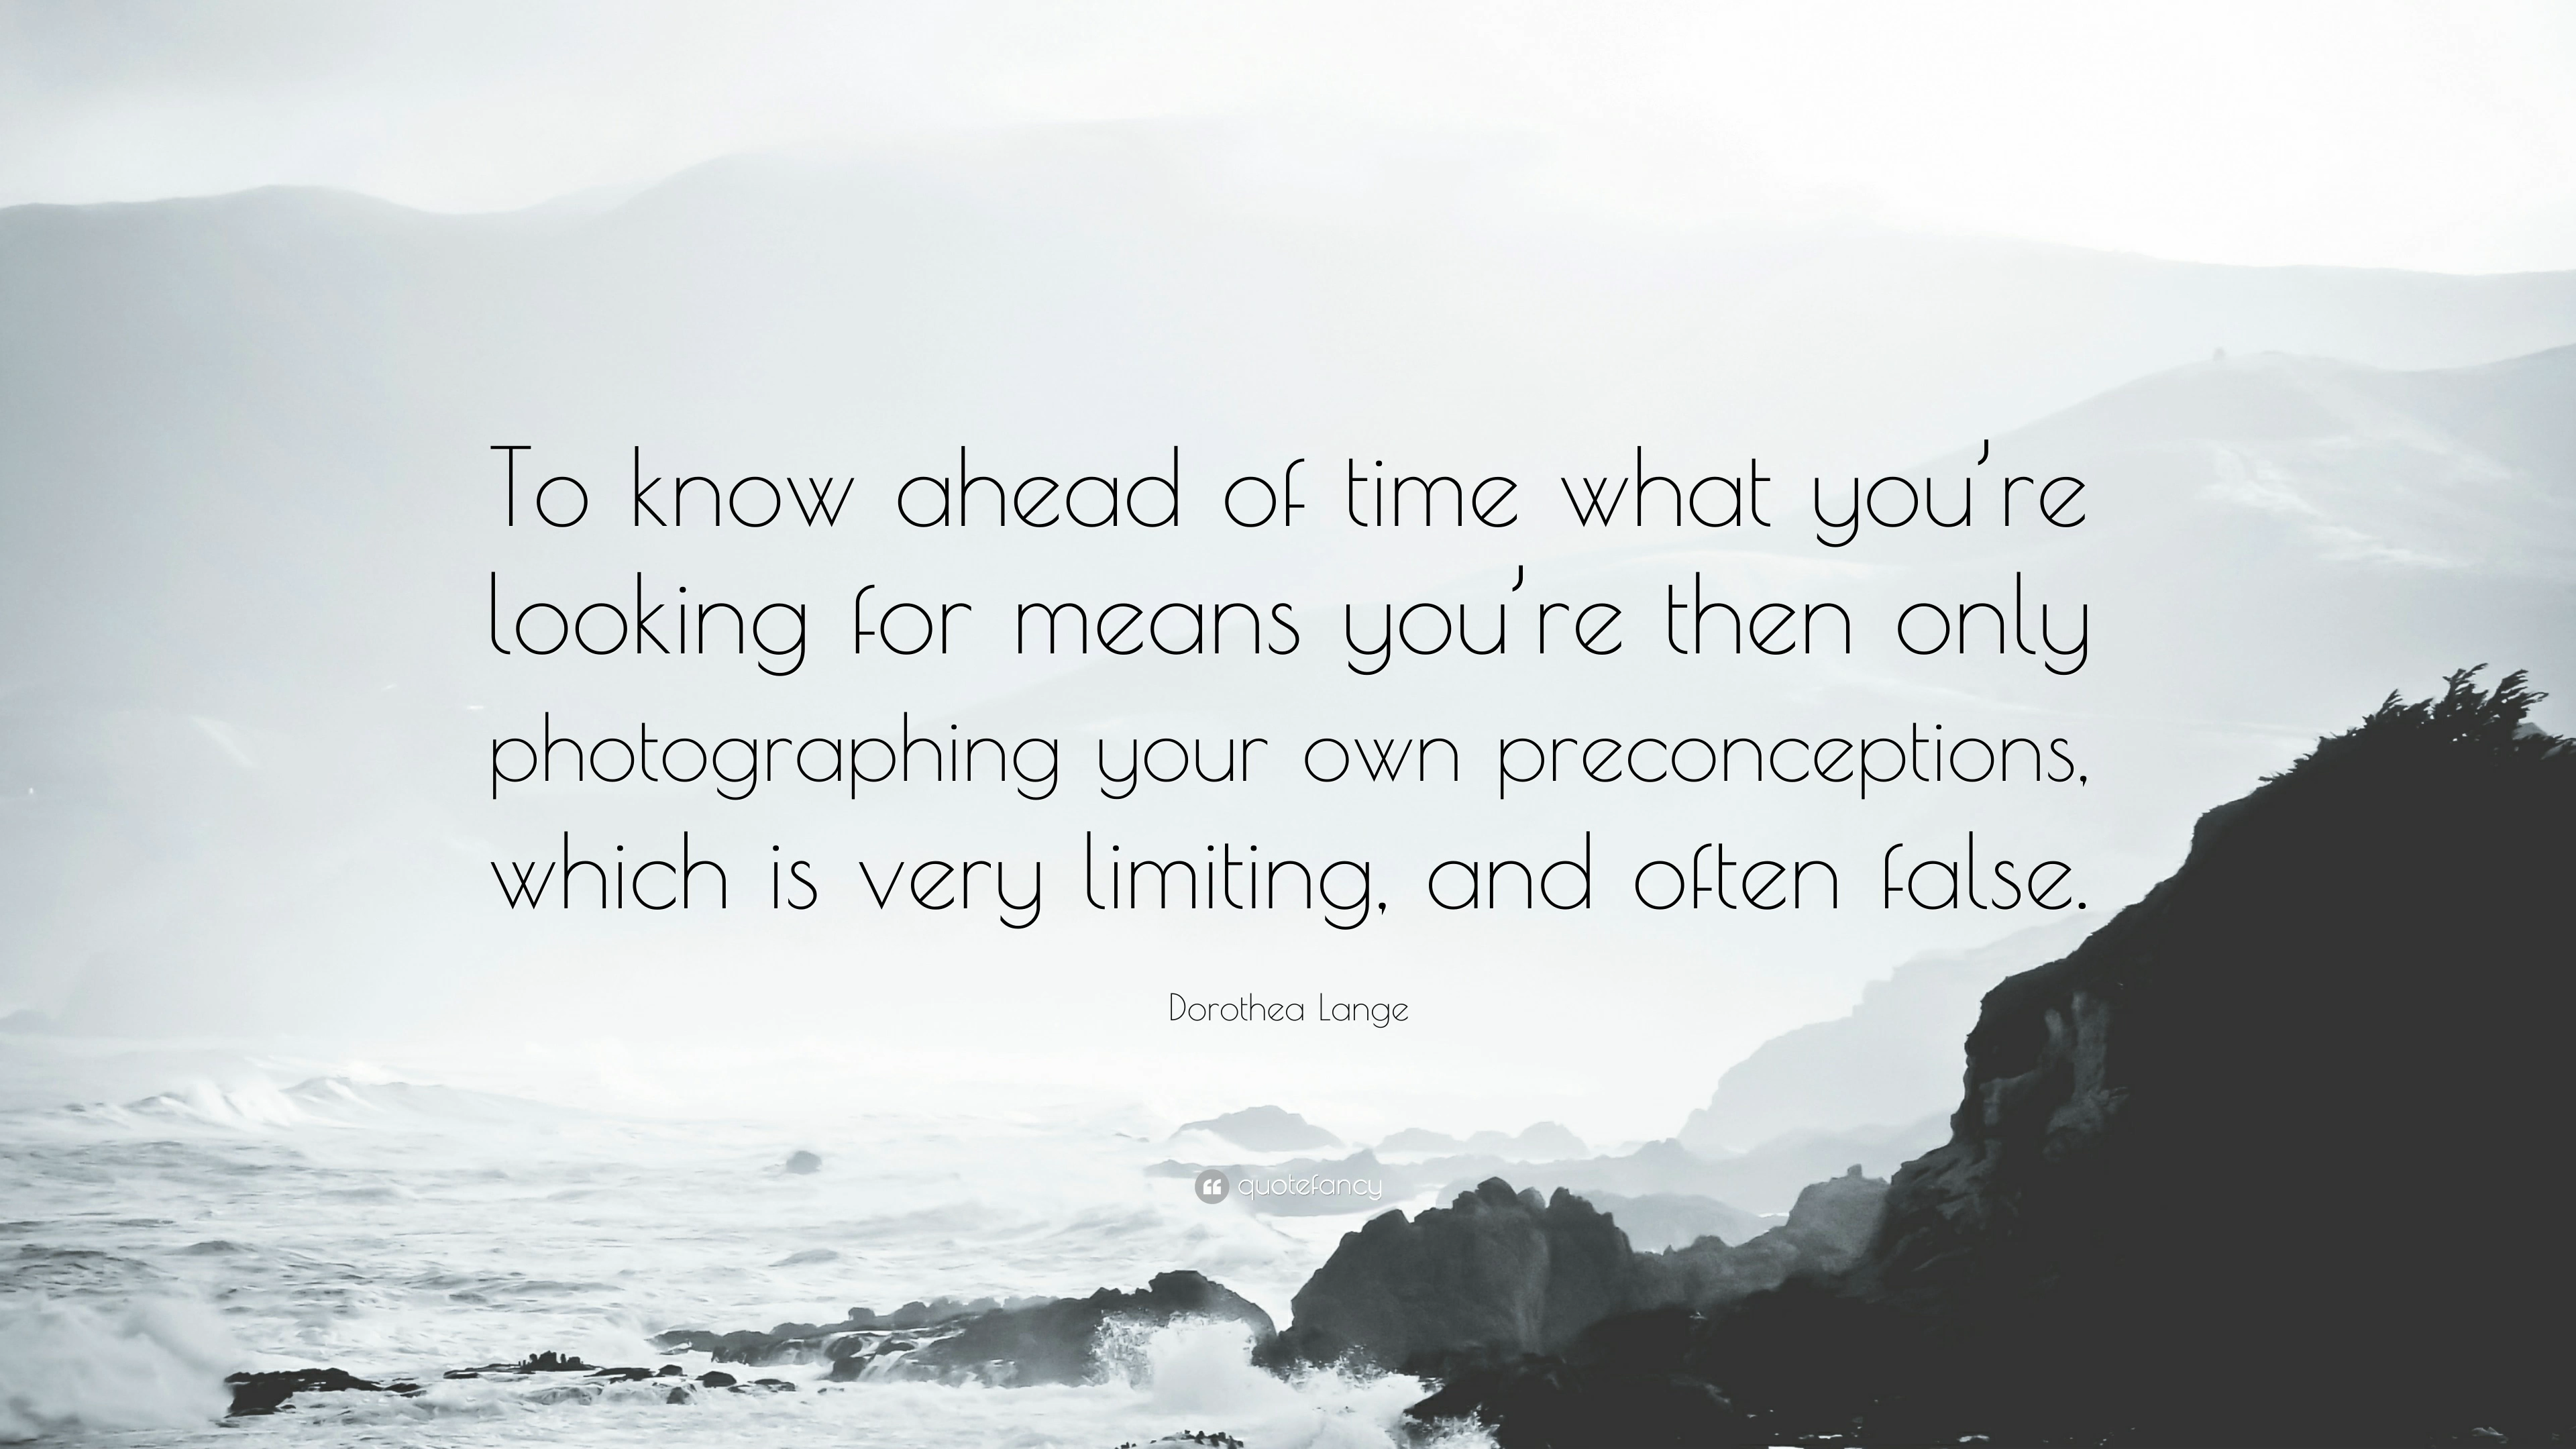 To know ahead of time what you’re
looking for means you’re then only
photographing your own preconceptions,
which is very limiting, and often false.
Dorothea Lange
quotefancy